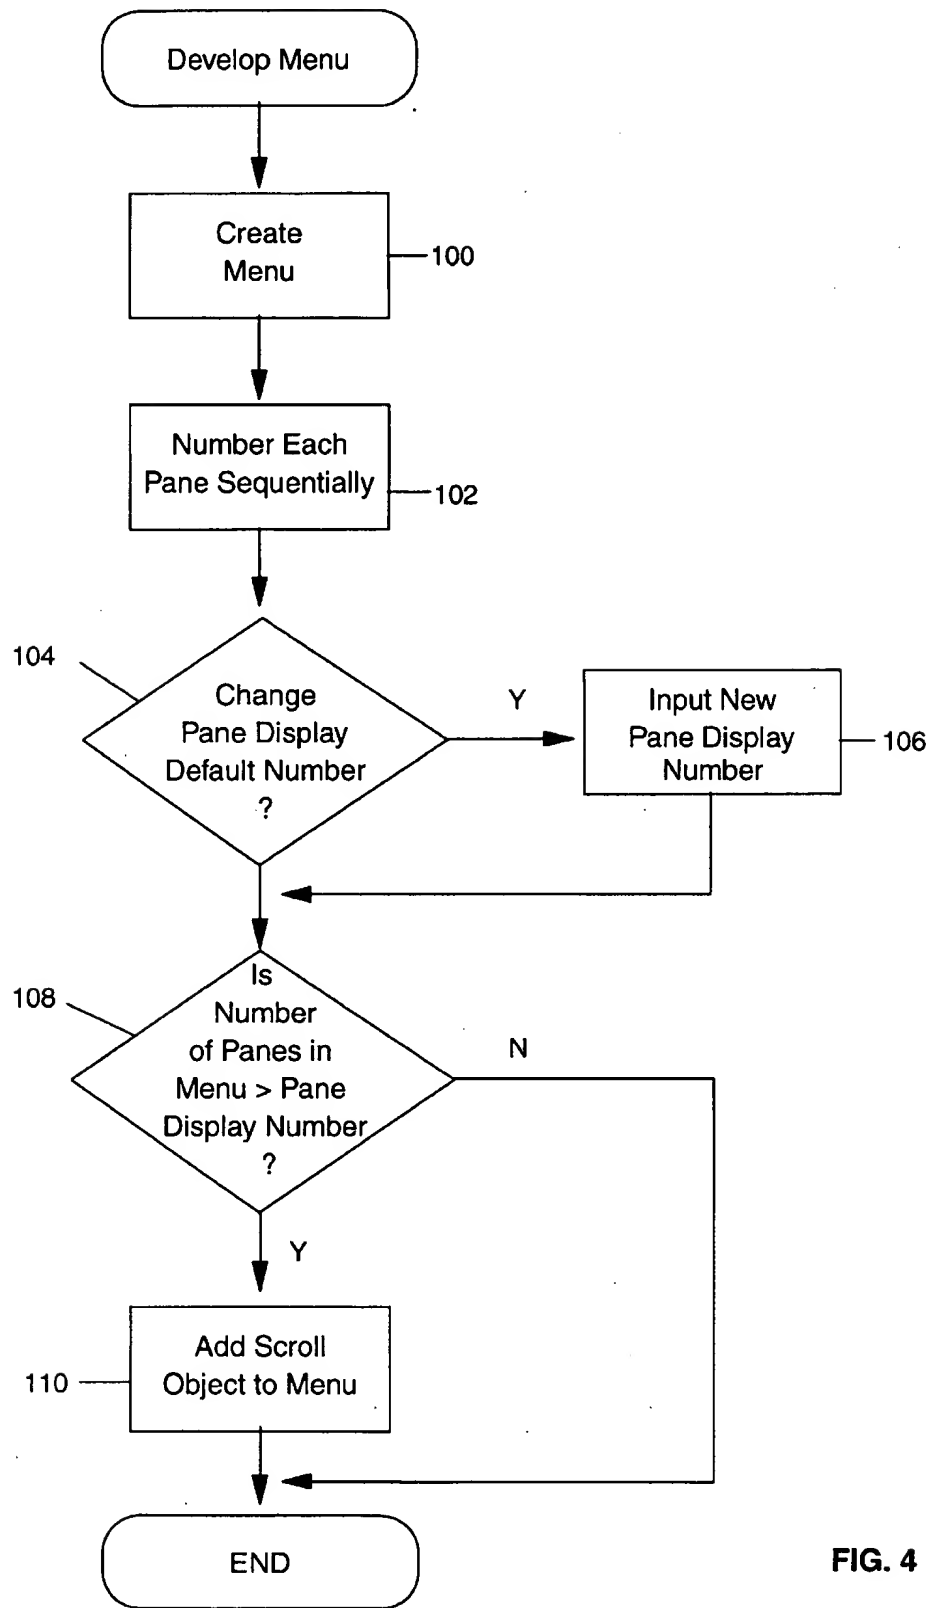 Develop Menu
Create
Menu
100
Number Each
Pane Sequentially
102
104
Change
Pane Display
Default Number
?
Y
Input New
Pane Display
Number
106
108
Is
Number
of Panes in
Menu > Pane
Display Number
?
N
Y
Add Scroll
Object to Menu
110
END
FIG. 4